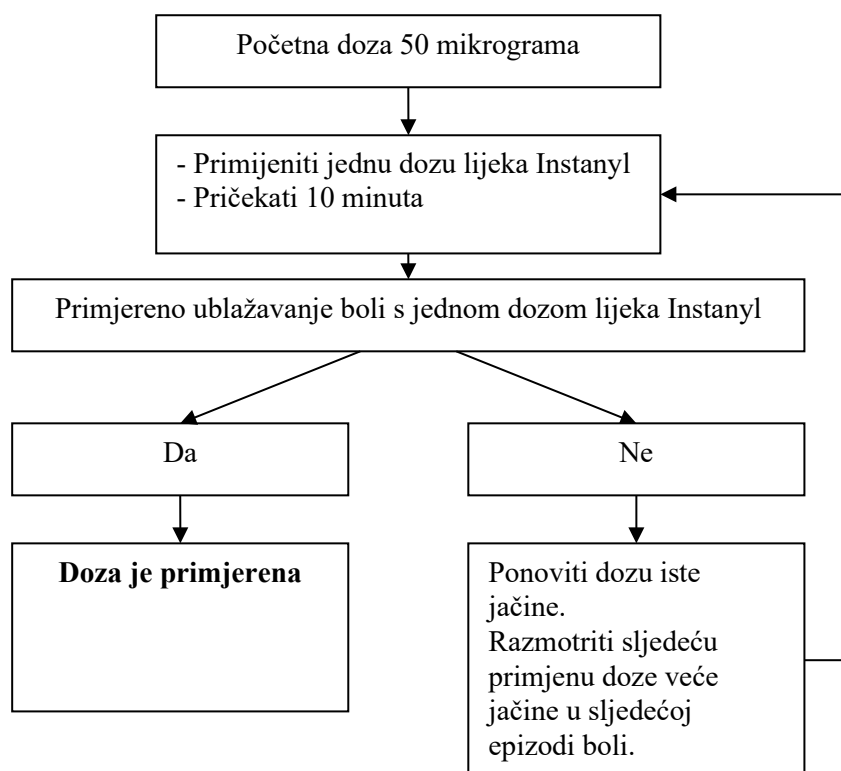 Početna doza 50 mikrograma
- Primijeniti jednu dozu lijeka Instanyl
- Pričekati 10 minuta
Primjereno ublažavanje boli s jednom dozom lijeka Instanyl
Da
Ne
Doza je primjerena
Ponoviti dozu iste
jačine.
Razmotriti sljedeću
primjenu doze veće
jačine u sljedećoj
epizodi boli.